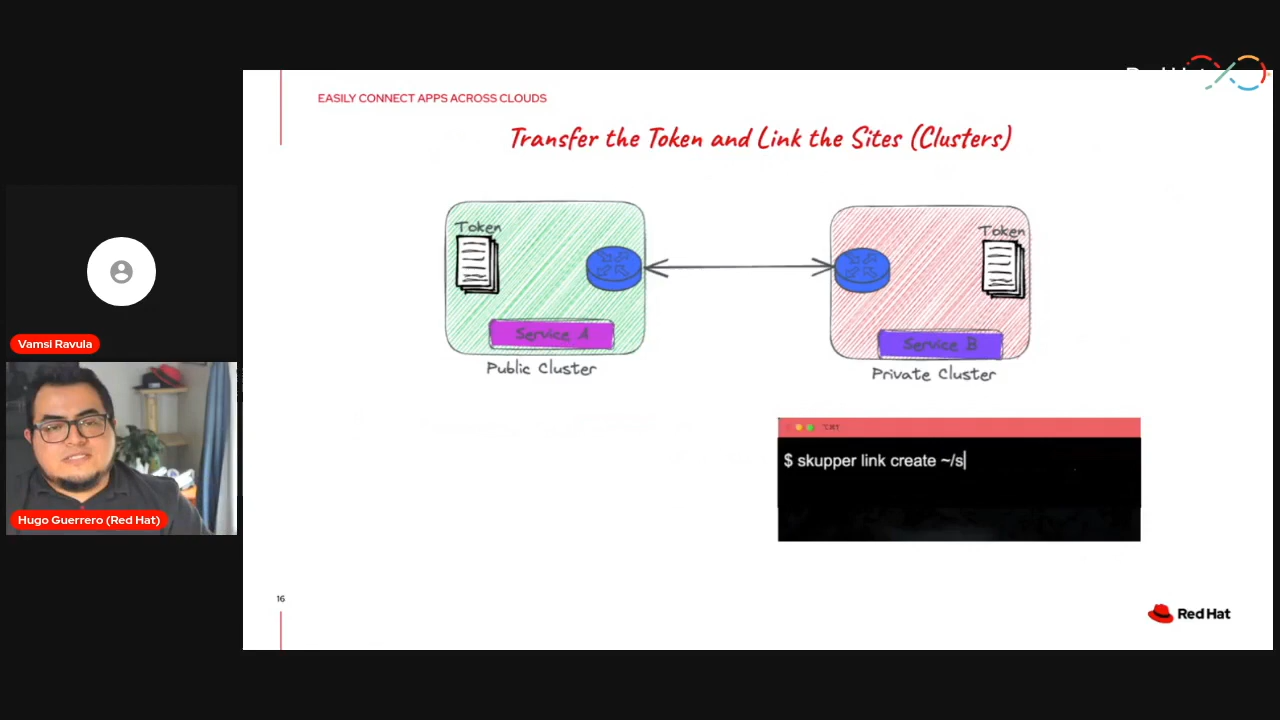 EASILY CONNECT APPS ACROSS CLOUDS
Transfer the Token and Link the Sites (Clusters)
Token
Token
Service A
Service B
Public Cluster
Private Cluster
$ skupper link create ~/s
Vamsi Ravula
Hugo Guerrero (Red Hat)
16
Red Hat